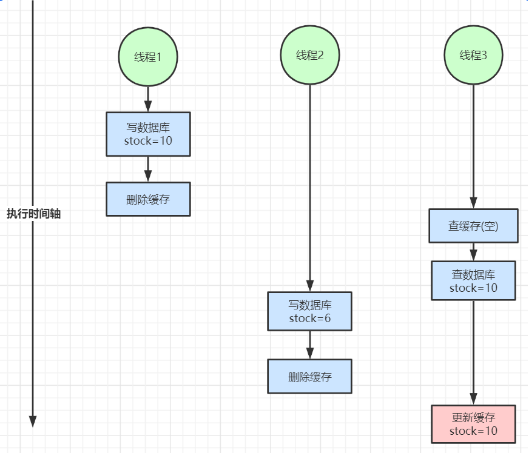 线程1
线程2
线程3
写数据库
stock=10
删除缓存
执行时间轴
查缓存(空)
查数据库
stock=10
写数据库
stock=6
删除缓存
更新缓存
stock=10